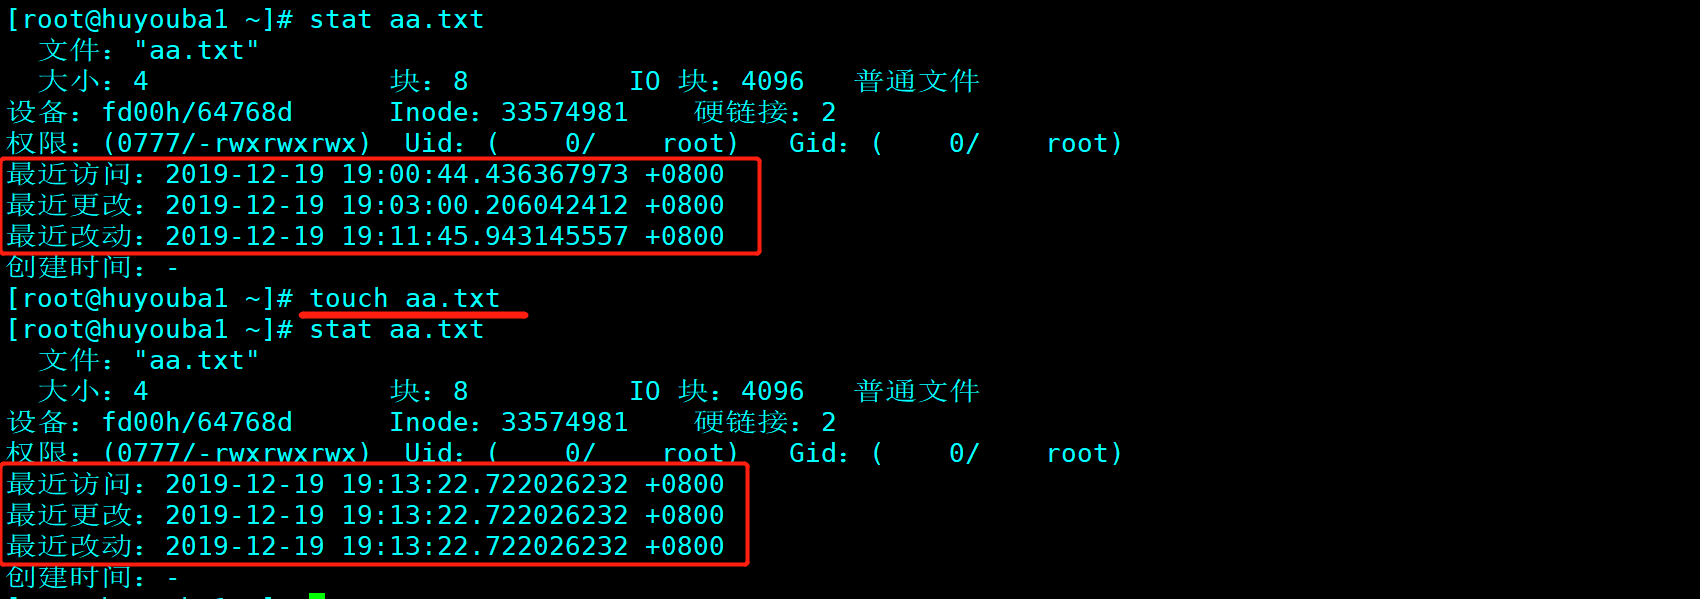 [root@huyouba1 ~]# stat aa.txt
  文件："aa.txt"
  大小：4               块：8          IO 块：4096   普通文件
设备：fd00h/64768d      Inode：33574981    硬链接：2
权限：(0777/-rwxrwxrwx)  Uid：(    0/    root)   Gid：(    0/    root)
最近访问：2019-12-19 19:00:44.436367973 +0800
最近更改：2019-12-19 19:03:00.206042412 +0800
最近改动：2019-12-19 19:11:45.943145557 +0800
创建时间：-
[root@huyouba1 ~]# touch aa.txt
[root@huyouba1 ~]# stat aa.txt
  文件："aa.txt"
  大小：4               块：8          IO 块：4096   普通文件
设备：fd00h/64768d      Inode：33574981    硬链接：2
权限：(0777/-rwxrwxrwx)  Uid：(    0/    root)   Gid：(    0/    root)
最近访问：2019-12-19 19:13:22.722026232 +0800
最近更改：2019-12-19 19:13:22.722026232 +0800
最近改动：2019-12-19 19:13:22.722026232 +0800
创建时间：-